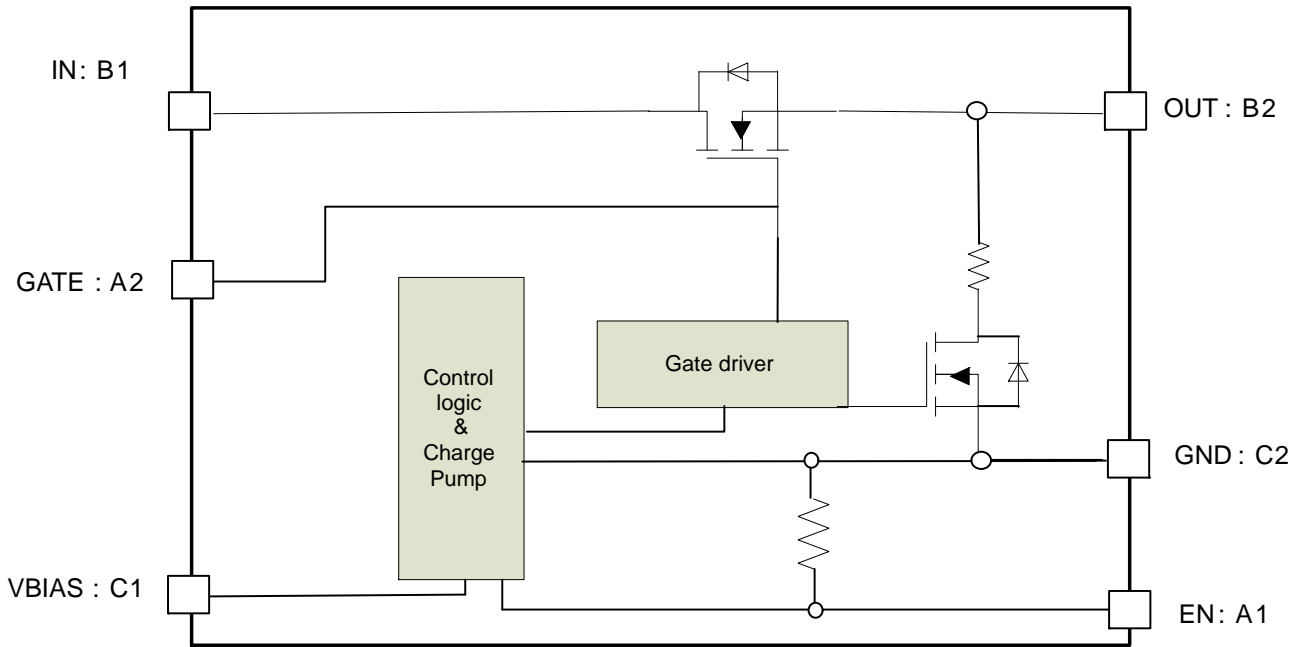 IN: B1
OUT : B2
GATE : A2
Gate driver
Control
logic
&
Charge
Pump
GND : C2
VBIAS : C1
EN: A1